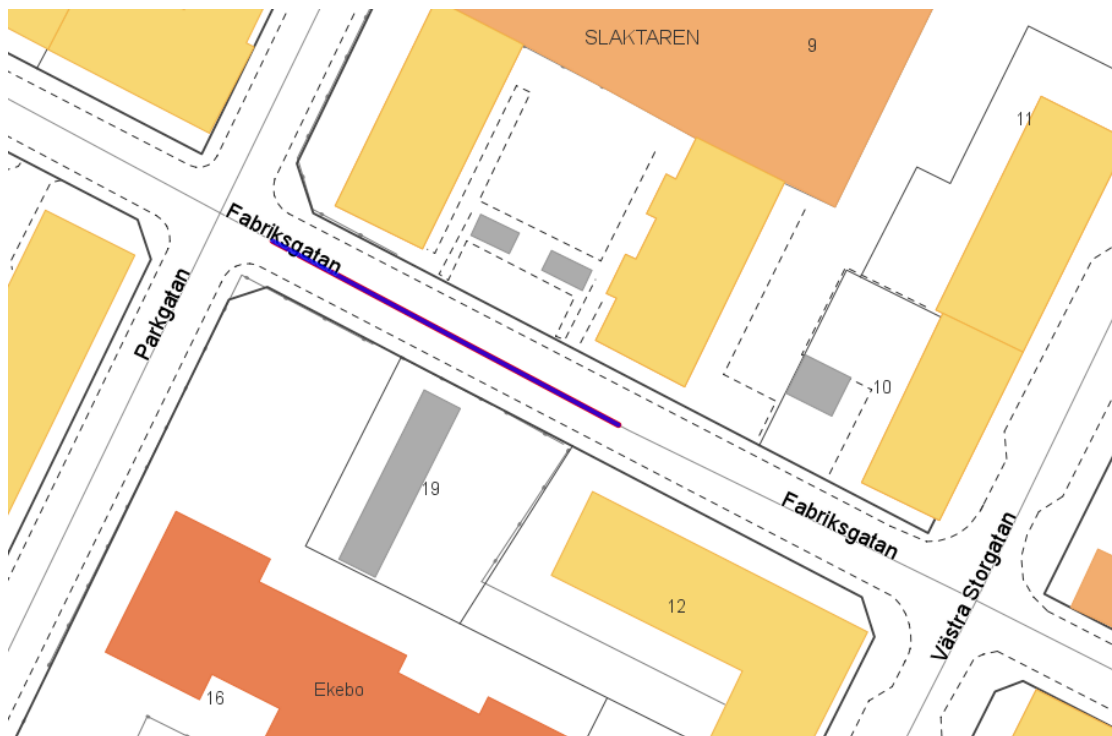 SLAKTAREN
9
11
Fabriksgatan
Parkgatan
10
19
Fabriksgatan
Västra Storgatan
12
Ekebo
16